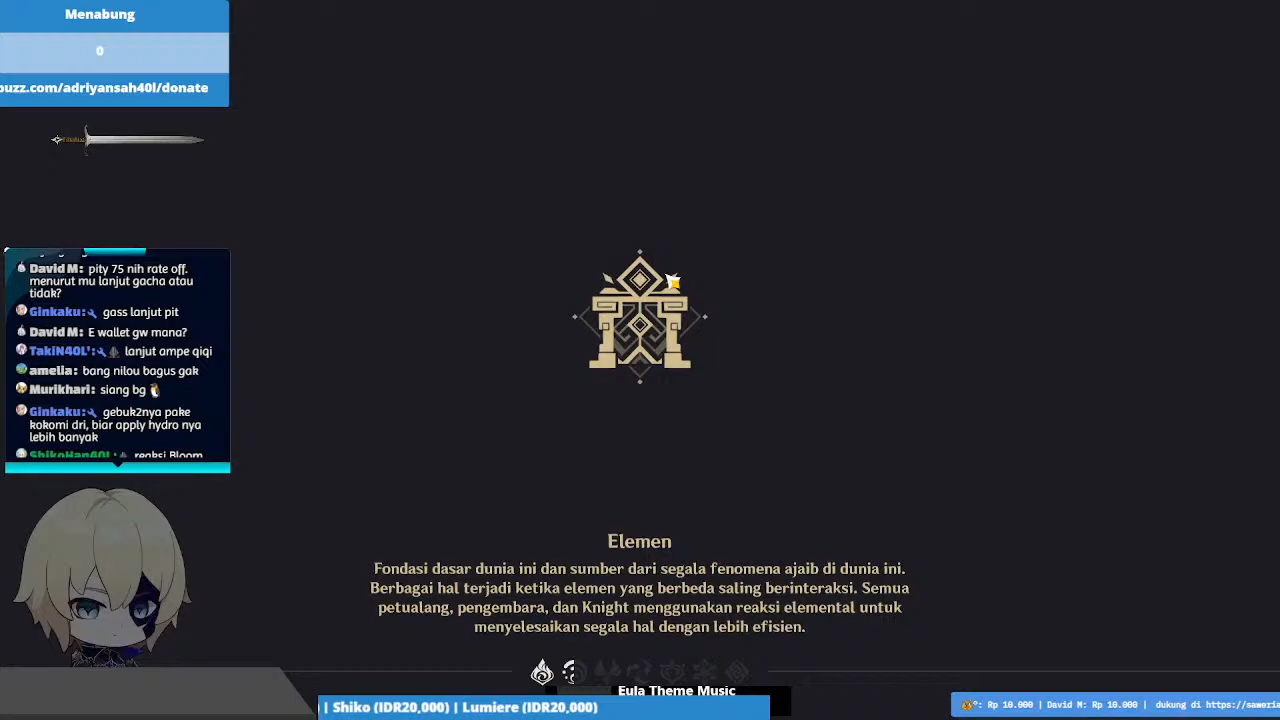 Menabung
0
buzz.com/adriyansah40l/donate
David M: pity 75 nih rate off.
menurut mu lanjut gacha atau
tidak?
Ginkaku: gass lanjut pit
David M: E wallet gw mana?
TakiN40L': lanjut ampe qiqi
amelia: bang nilou bagus gak
Murikhari: siang bg
Ginkaku: gebuk2nya pake
kokomi dri, biar apply hydro nya
lebih banyak
ShikoHan40L: reaksi Bloom
Elemen
Fondasi dasar dunia ini dan sumber dari segala fenomena ajaib di dunia ini.
Berbagai hal terjadi ketika elemen yang berbeda saling berinteraksi. Semua
petualang, pengembara, dan Knight menggunakan reaksi elemental untuk
menyelesaikan segala hal dengan lebih efisien.
Eula Theme Music
| Shiko (IDR20,000) | Lumiere (IDR20,000)
: Rp 10.000 | David M: Rp 10.000 | dukung di https://saweria